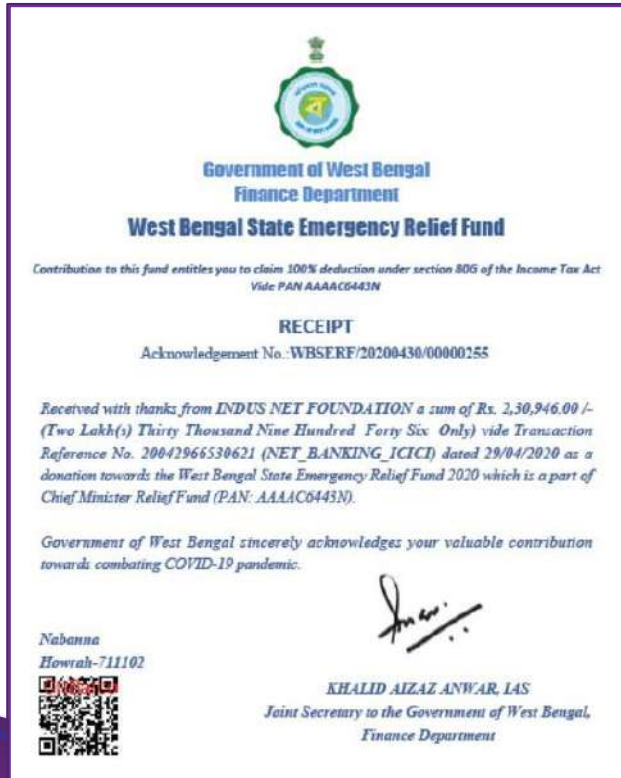 Government of West Bengal
Finance Department
West Bengal State Emergency Relief Fund
Contribution to this fund entitles you to claim 100% deduction under section 80G of the Income Tax Act
Vide PAN AAAAC6443N
RECEIPT
Acknowledgement No.:WBSERF/20200430/00000255
Received with thanks from INDUS NET FOUNDATION a sum of Rs. 2,30,946.00 /-
(Two Lakh(s) Thirty Thousand Nine Hundred Forty Six Only) vide Transaction
Reference No. 20042966530621 (NET_BANKING_ICICI) dated 29/04/2020 as a
donation towards the West Bengal State Emergency Relief Fund 2020 which is a part of
Chief Minister Relief Fund (PAN: AAAAC6443N).
Government of West Bengal sincerely acknowledges your valuable contribution
towards combating COVID-19 pandemic.
Nabanna
Howrah-711102
KHALID AIZAZ ANWAR, IAS
Joint Secretary to the Government of West Bengal,
Finance Department